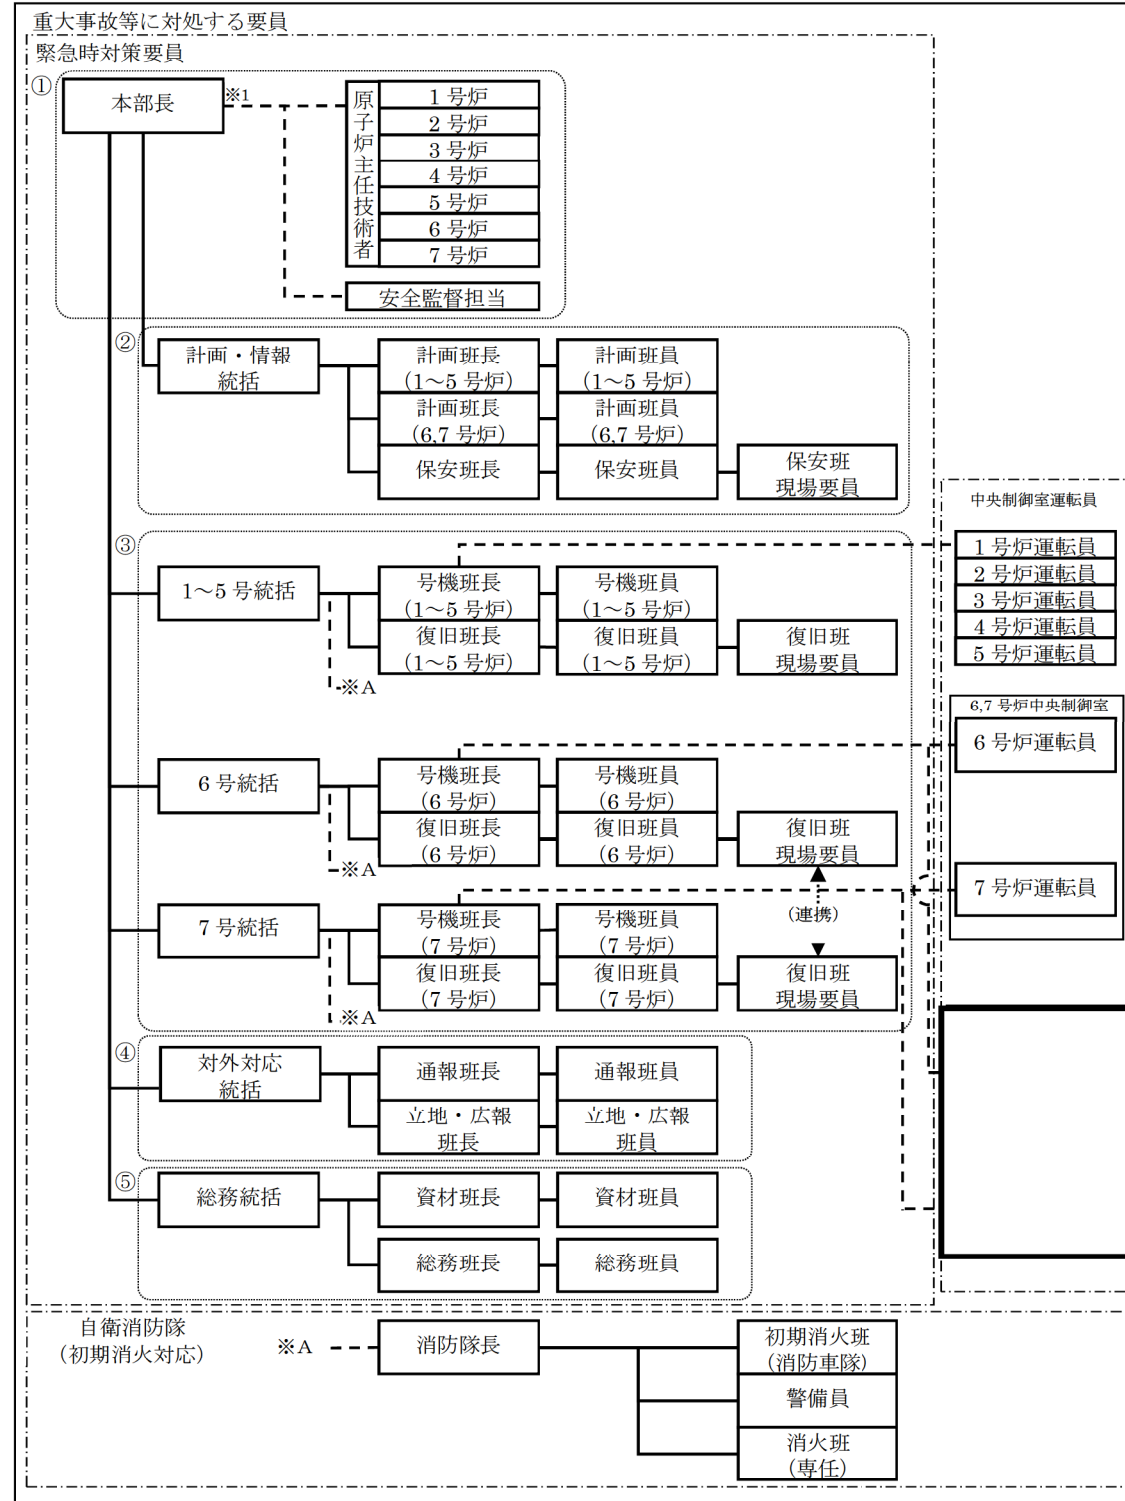 重大事故等に対処する要員
緊急時対策要員
①
本部長
※1
原子炉主任技術者
1 号炉
2 号炉
3 号炉
4 号炉
5 号炉
6 号炉
7 号炉
安全監督担当
②
計画・情報
統括
計画班長
(1～5 号炉)
計画班員
(1～5 号炉)
計画班長
(6,7 号炉)
計画班員
(6,7 号炉)
保安班長
保安班員
保安班
現場要員
中央制御室運転員
③
1～5 号統括
号機班長
(1～5 号炉)
号機班員
(1～5 号炉)
復旧班長
(1～5 号炉)
復旧班員
(1～5 号炉)
復旧班
現場要員
※A
1 号炉運転員
2 号炉運転員
3 号炉運転員
4 号炉運転員
5 号炉運転員
6,7 号炉中央制御室
6 号炉運転員
7 号炉運転員
6 号統括
号機班長
(6 号炉)
号機班員
(6 号炉)
復旧班長
(6 号炉)
復旧班員
(6 号炉)
復旧班
現場要員
※A
(連携)
7 号統括
号機班長
(7 号炉)
号機班員
(7 号炉)
復旧班長
(7 号炉)
復旧班員
(7 号炉)
復旧班
現場要員
※A
④
対外対応
統括
通報班長
通報班員
立地・広報
班長
立地・広報
班員
⑤
総務統括
資材班長
資材班員
総務班長
総務班員
自衛消防隊
(初期消火対応)
※A
消防隊長
初期消火班
(消防車隊)
警備員
消火班
(専任)